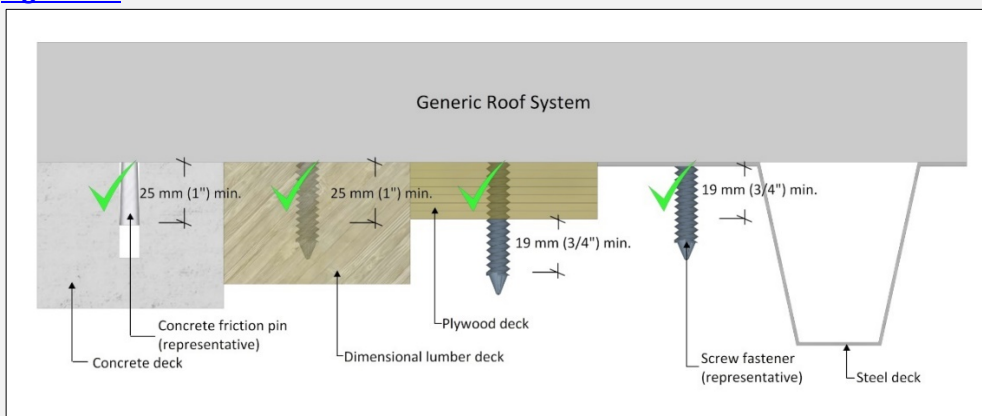 Generic Roof System
25 mm (1") min.
25 mm (1") min.
19 mm (3/4") min.
19 mm (3/4") min.
Concrete friction pin
(representative)
Concrete deck
Dimensional lumber deck
Plywood deck
Screw fastener
(representative)
Steel deck